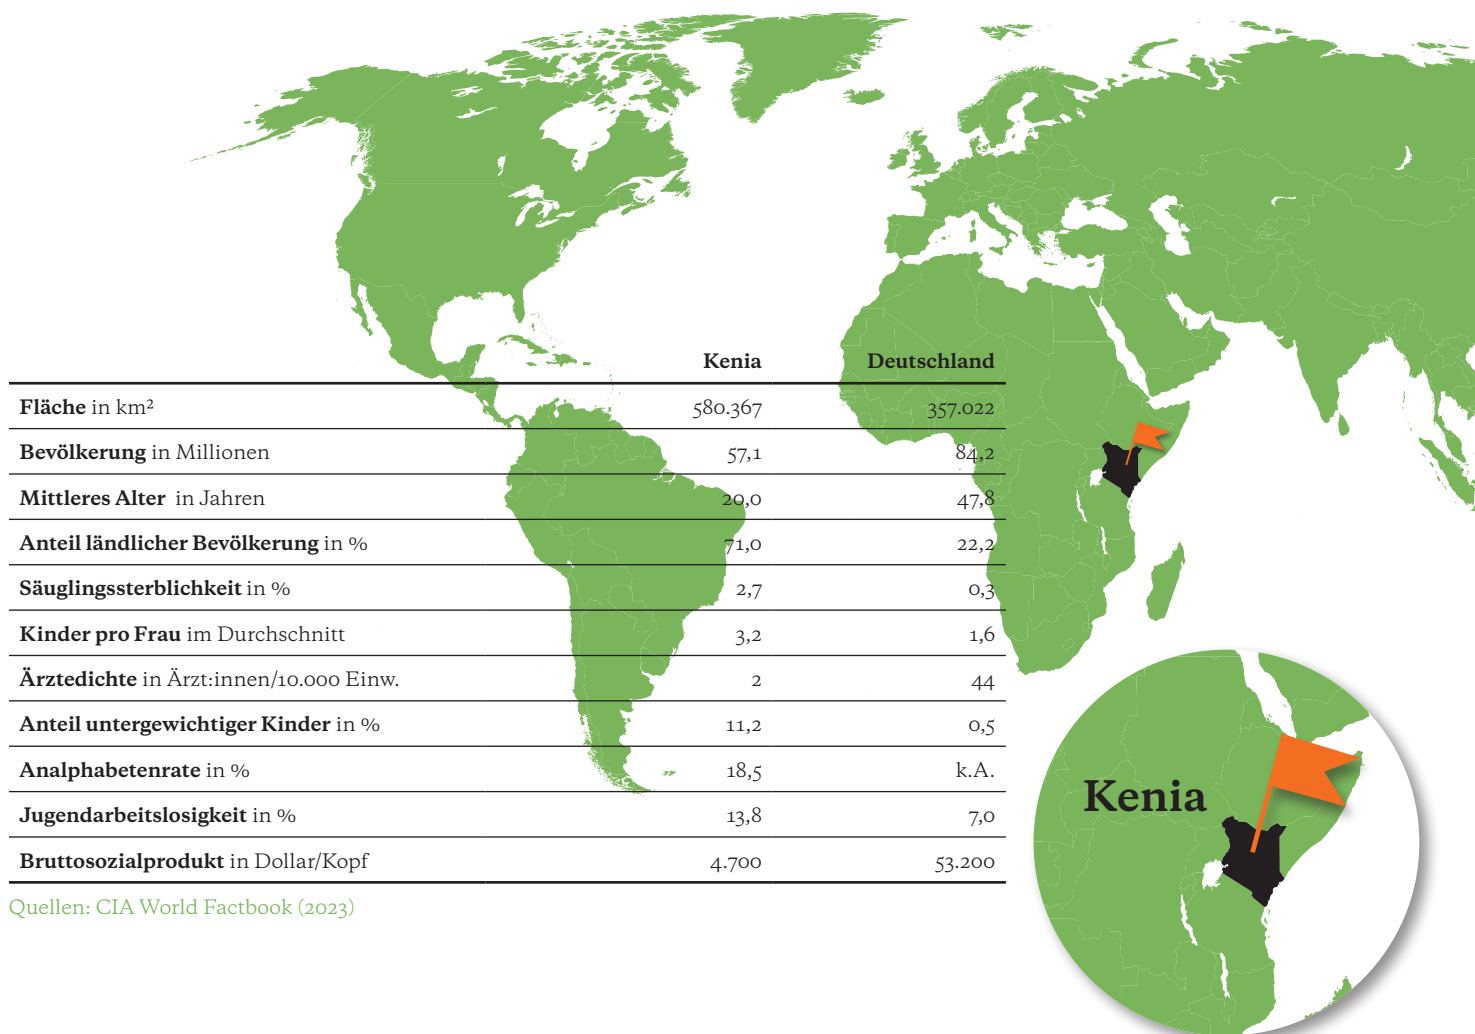 Kenia Deutschland
Fläche in km² 580.367 357.022
Bevölkerung in Millionen 57,1 84,2
Mittleres Alter in Jahren 20,0 47,8
Anteil ländlicher Bevölkerung in % 71,0 22,2
Säuglingssterblichkeit in % 2,7 0,3
Kinder pro Frau im Durchschnitt 3,2 1,6
Ärztedichte in Ärzt:innen/10.000 Einw. 2 44
Anteil untergewichtiger Kinder in % 11,2 0,5
Analphabetenrate in % 18,5 k.A.
Jugendarbeitslosigkeit in % 13,8 7,0
Bruttosozialprodukt in Dollar/Kopf 4.700 53.200
Quellen: CIA World Factbook (2023)
Kenia